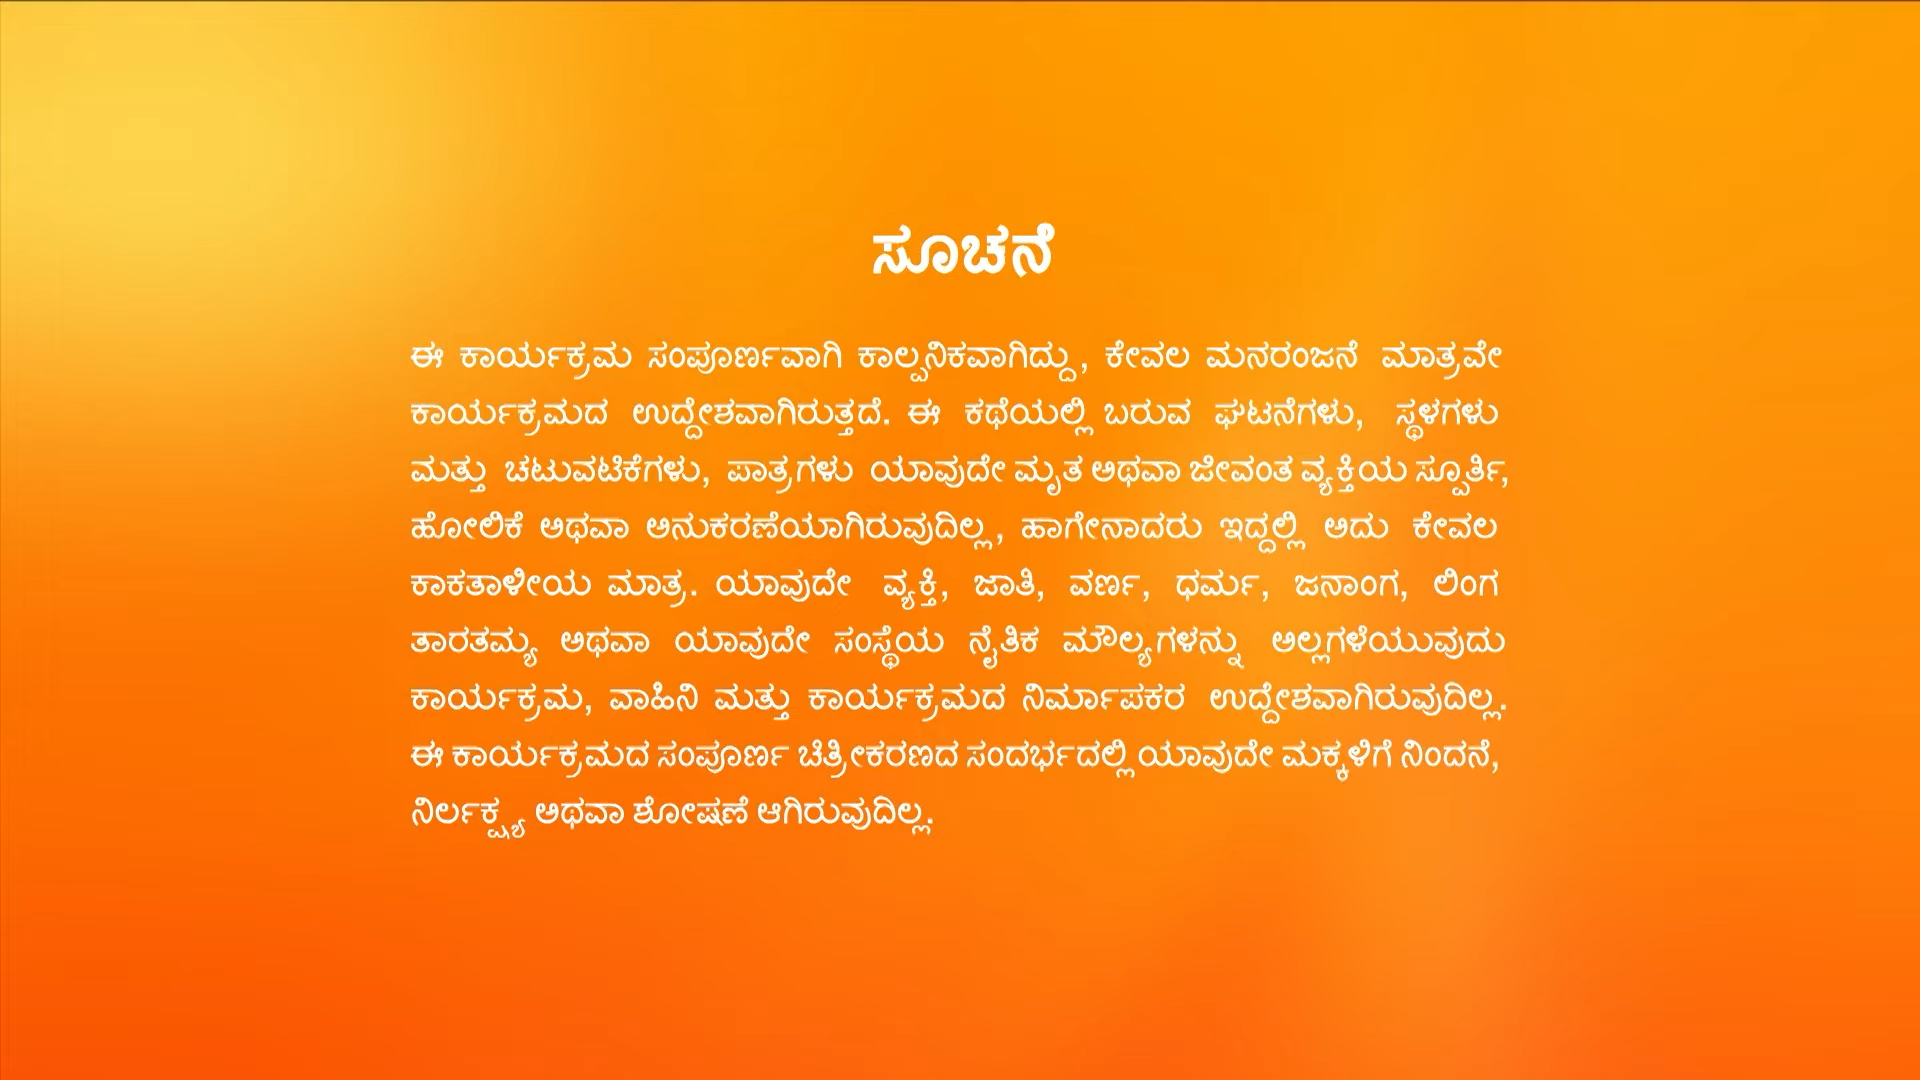 ಸೂಚನೆ
ಈ ಕಾರ್ಯಕ್ರಮ ಸಂಪೂರ್ಣವಾಗಿ ಕಾಲ್ಪನಿಕವಾಗಿದ್ದು, ಕೇವಲ ಮನರಂಜನೆ ಮಾತ್ರವೇ
ಕಾರ್ಯಕ್ರಮದ ಉದ್ದೇಶವಾಗಿರುತ್ತದೆ. ಈ ಕಥೆಯಲ್ಲಿ ಬರುವ ಘಟನೆಗಳು, ಸ್ಥಳಗಳು
ಮತ್ತು ಚಟುವಟಿಕೆಗಳು, ಪಾತ್ರಗಳು ಯಾವುದೇ ಮೃತ ಅಥವಾ ಜೀವಂತ ವ್ಯಕ್ತಿಯ ಸ್ಪೂರ್ತಿ,
ಹೋಲಿಕೆ ಅಥವಾ ಅನುಕರಣೆಯಾಗಿರುವುದಿಲ್ಲ, ಹಾಗೇನಾದರು ಇದ್ದಲ್ಲಿ ಅದು ಕೇವಲ
ಕಾಕತಾಳೀಯ ಮಾತ್ರ. ಯಾವುದೇ ವ್ಯಕ್ತಿ, ಜಾತಿ, ವರ್ಣ, ಧರ್ಮ, ಜನಾಂಗ, ಲಿಂಗ
ತಾರತಮ್ಯ ಅಥವಾ ಯಾವುದೇ ಸಂಸ್ಥೆಯ ನೈತಿಕ ಮೌಲ್ಯಗಳನ್ನು ಅಲ್ಲಗಳೆಯುವುದು
ಕಾರ್ಯಕ್ರಮ, ವಾಹಿನಿ ಮತ್ತು ಕಾರ್ಯಕ್ರಮದ ನಿರ್ಮಾಪಕರ ಉದ್ದೇಶವಾಗಿರುವುದಿಲ್ಲ.
ಈ ಕಾರ್ಯಕ್ರಮದ ಸಂಪೂರ್ಣ ಚಿತ್ರೀಕರಣದ ಸಂದರ್ಭದಲ್ಲಿ ಯಾವುದೇ ಮಕ್ಕಳಿಗೆ ನಿಂದನೆ,
ನಿರ್ಲಕ್ಷ್ಯ ಅಥವಾ ಶೋಷಣೆ ಆಗಿರುವುದಿಲ್ಲ.